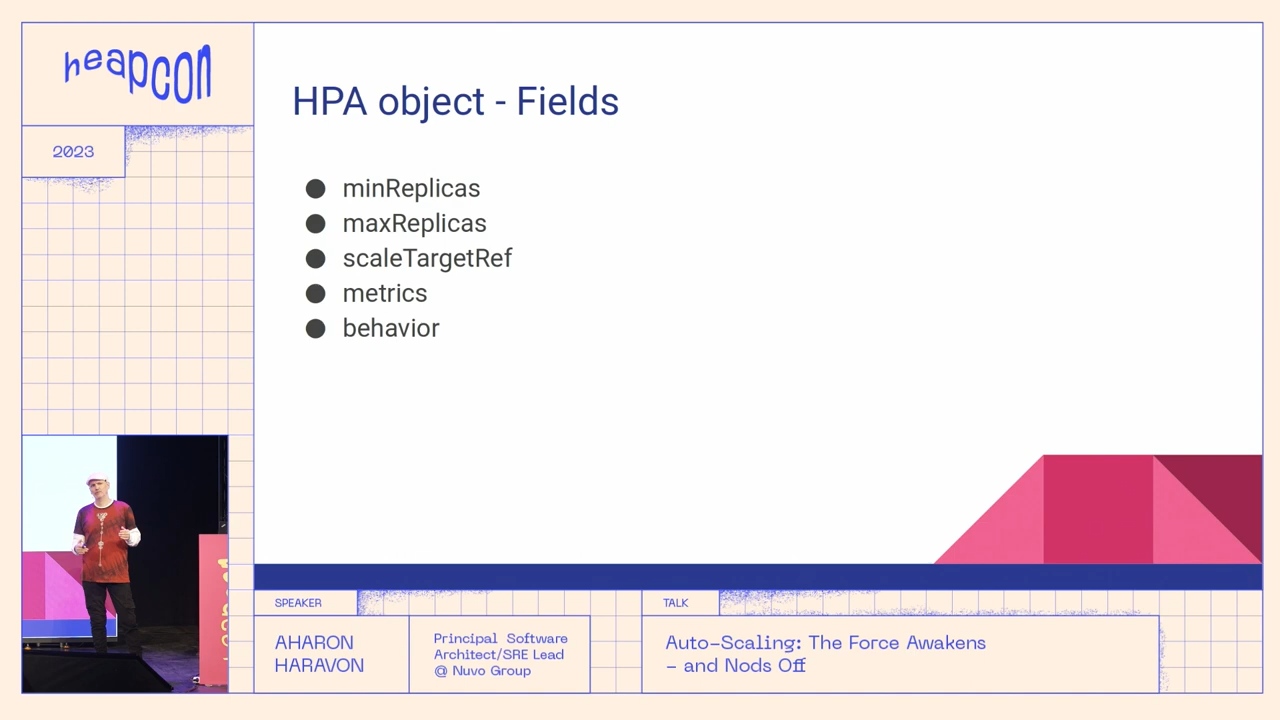 heapcon
2023
HPA object - Fields
● minReplicas
● maxReplicas
● scaleTargetRef
● metrics
● behavior
SPEAKER
AHARON
HARAVON
Principal Software
Architect/SRE Lead
@ Nuvo Group
TALK
Auto-Scaling: The Force Awakens
- and Nods Off